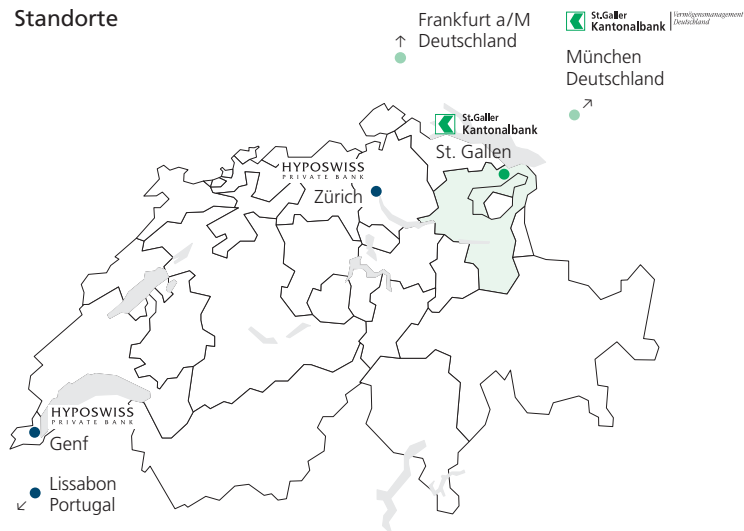 Standorte
Frankfurt a/M
Deutschland
St.Galler
Kantonalbank
Vermögensmanagement
Deutschland
München
Deutschland
St.Galler
Kantonalbank
St. Gallen
HYPOSWISS
PRIVATE BANK
Zürich
HYPOSWISS
PRIVATE BANK
Genf
Lissabon
Portugal